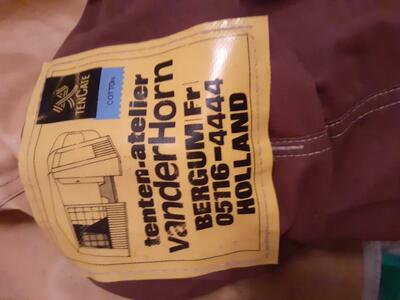 TENCATE
COTTON
tenten-atelier
vanderHorn
BERGUM [Fr]
05116-4444
HOLLAND